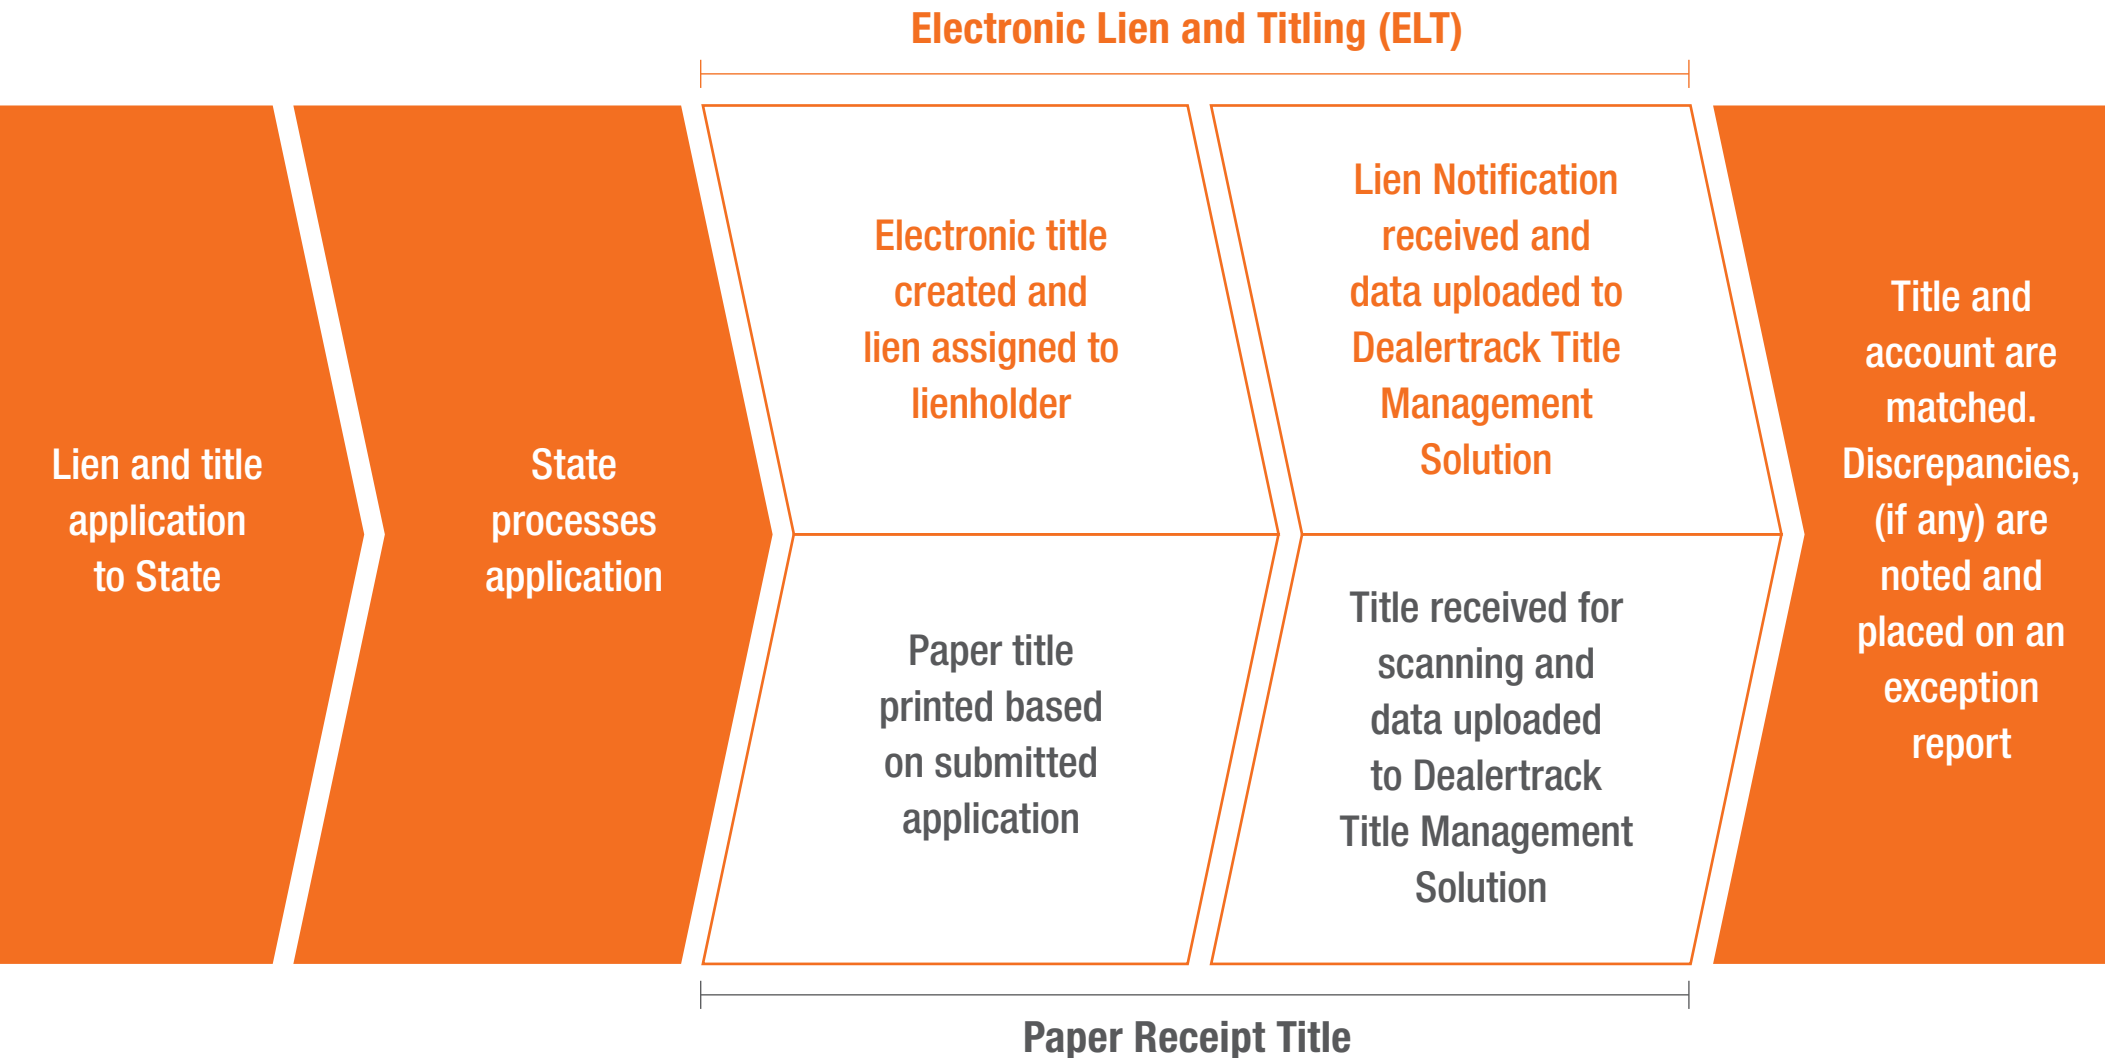 Electronic Lien and Titling (ELT)
Lien and title
application
to State
State
processes
application
Electronic title
created and
lien assigned to
lienholder
Lien Notification
received and
data uploaded to
Dealertrack Title
Management
Solution
Paper title
printed based
on submitted
application
Title received for
scanning and
data uploaded
to Dealertrack
Title Management
Solution
Title and
account are
matched.
Discrepancies,
(if any) are
noted and
placed on an
exception
report
Paper Receipt Title